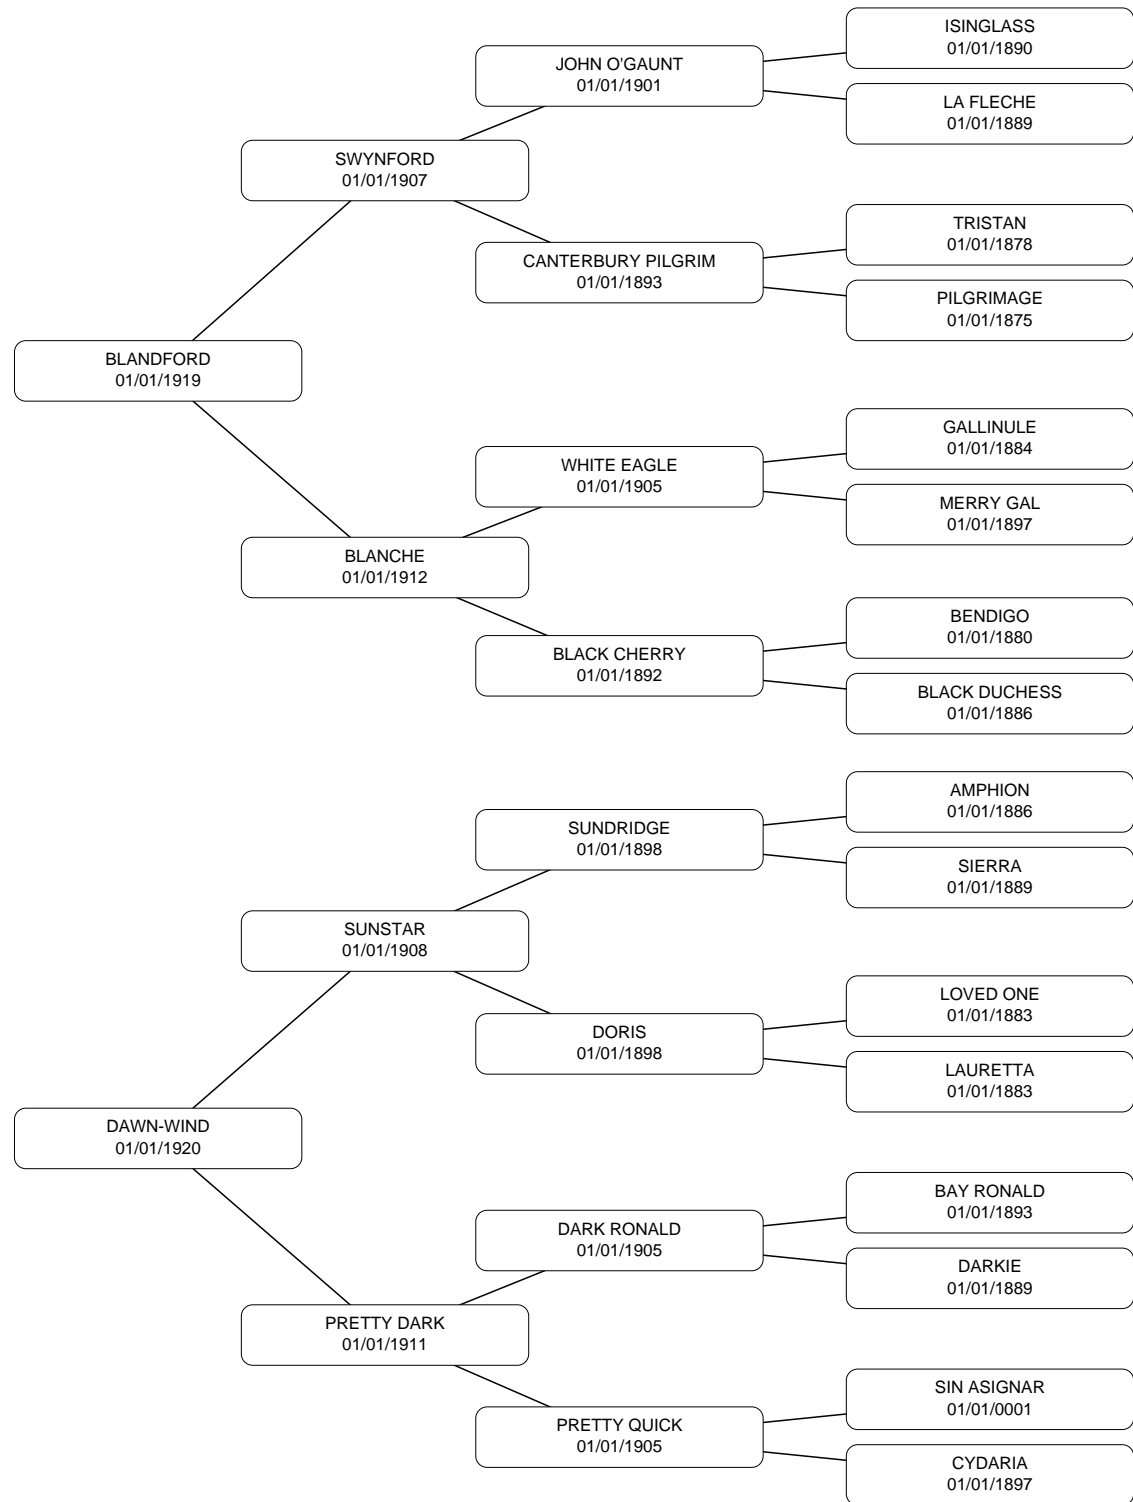 ISINGLASS
01/01/1890
JOHN O'GAUNT
01/01/1901
LA FLECHE
01/01/1889
SWYNFORD
01/01/1907
TRISTAN
01/01/1878
CANTERBURY PILGRIM
01/01/1893
PILGRIMAGE
01/01/1875
BLANDFORD
01/01/1919
GALLINULE
01/01/1884
WHITE EAGLE
01/01/1905
MERRY GAL
01/01/1897
BLANCHE
01/01/1912
BENDIGO
01/01/1880
BLACK CHERRY
01/01/1892
BLACK DUCHESS
01/01/1886
AMPHION
01/01/1886
SUNDRIDGE
01/01/1898
SIERRA
01/01/1889
SUNSTAR
01/01/1908
LOVED ONE
01/01/1883
DORIS
01/01/1898
LAURETTA
01/01/1883
DAWN-WIND
01/01/1920
BAY RONALD
01/01/1893
DARK RONALD
01/01/1905
DARKIE
01/01/1889
PRETTY DARK
01/01/1911
SIN ASIGNAR
01/01/0001
PRETTY QUICK
01/01/1905
CYDARIA
01/01/1897